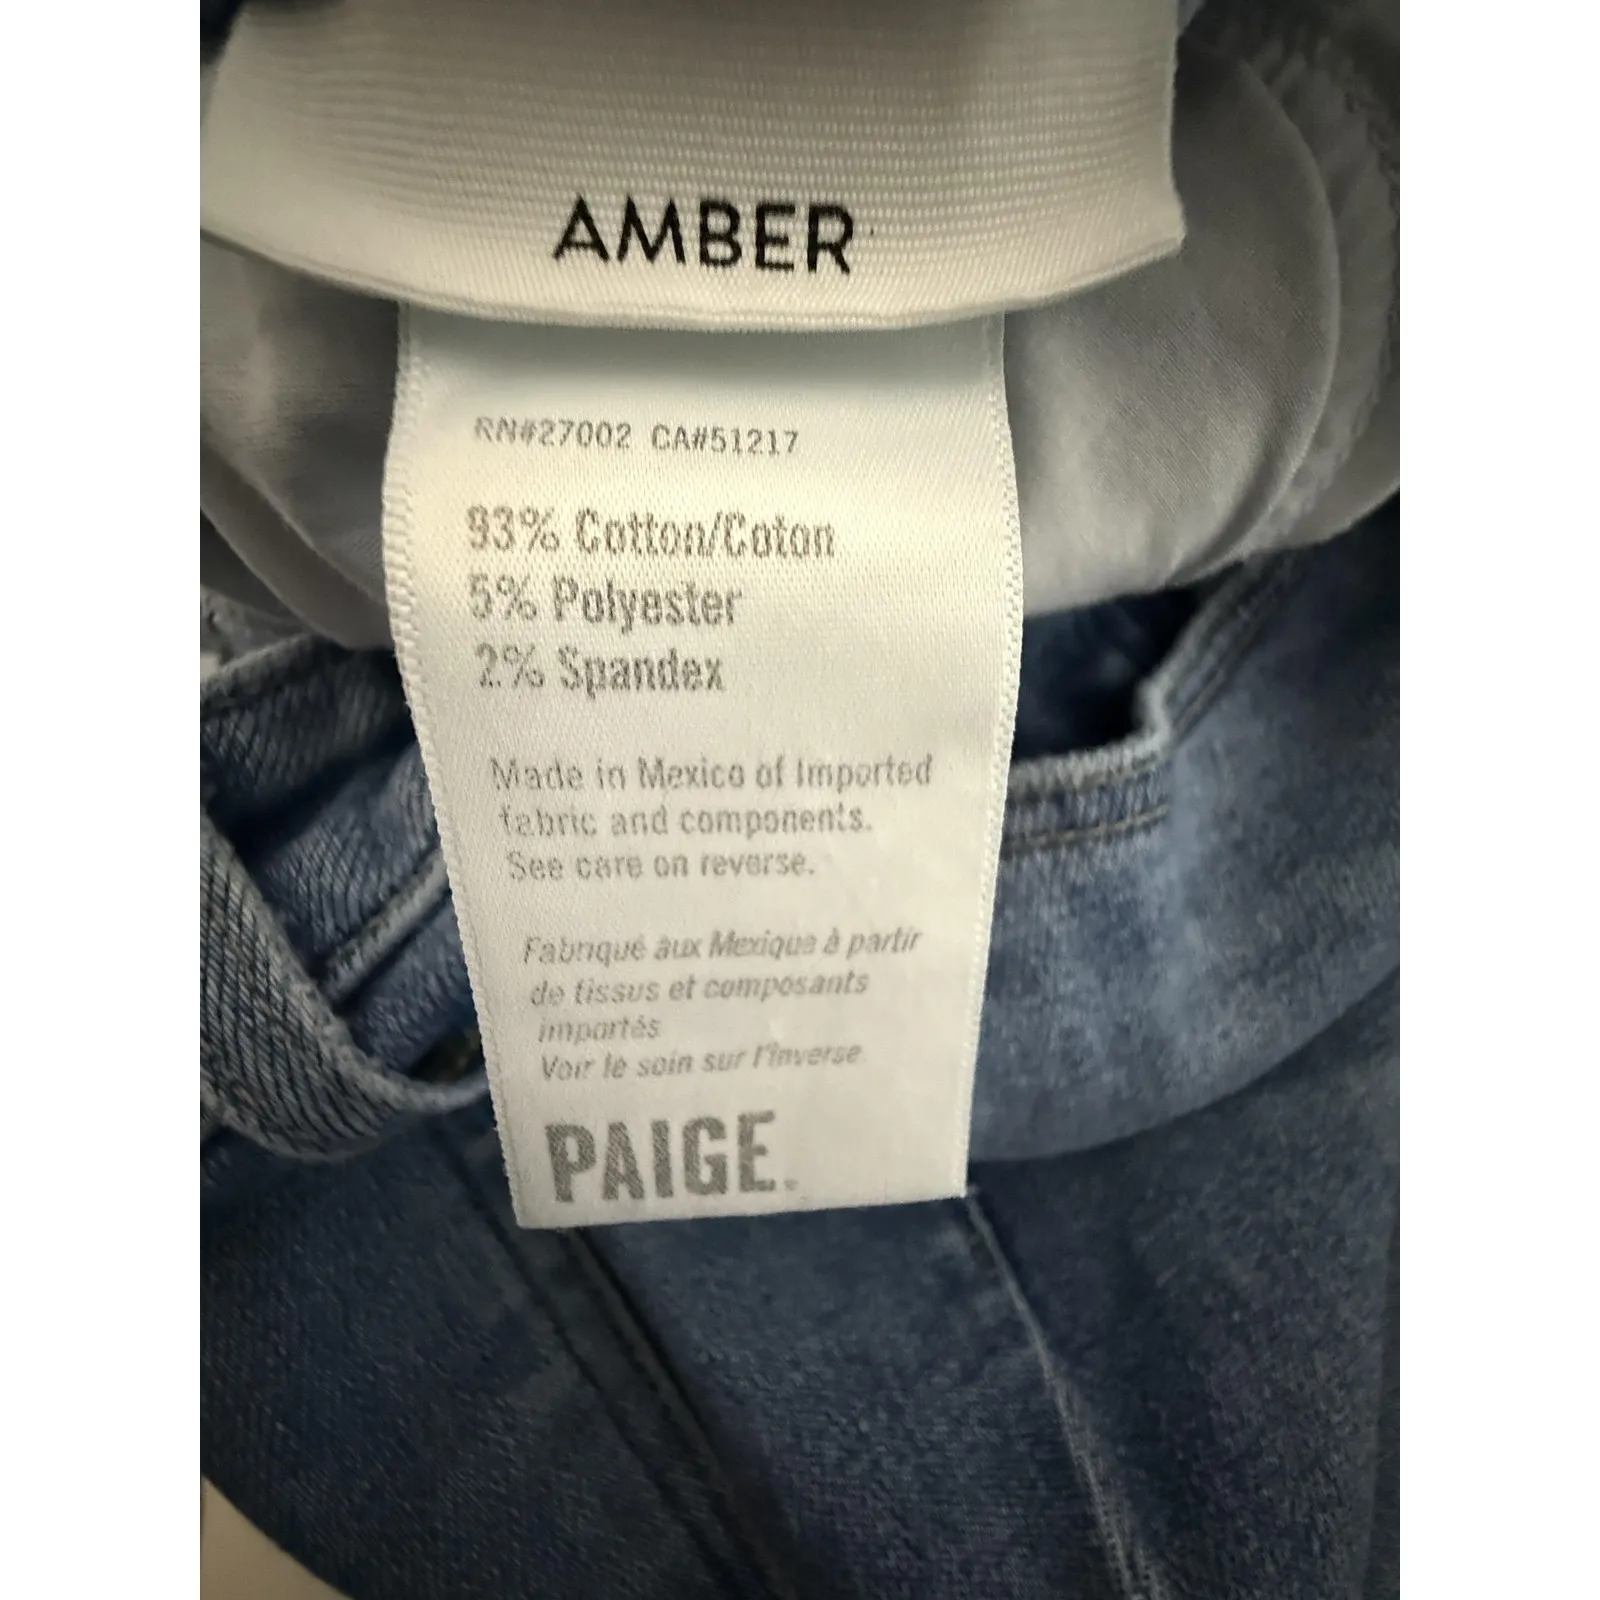 AMBER
RN#27002 CA#51217
93% Cotton/Coton
5% Polyester
2% Spandex
Made in Mexico of Imported
fabric and components.
See care on reverse.
Fabriqué aux Mexique à partir
de tissus et composants
importés
Voir le soin sur l'inverse
PAIGE.